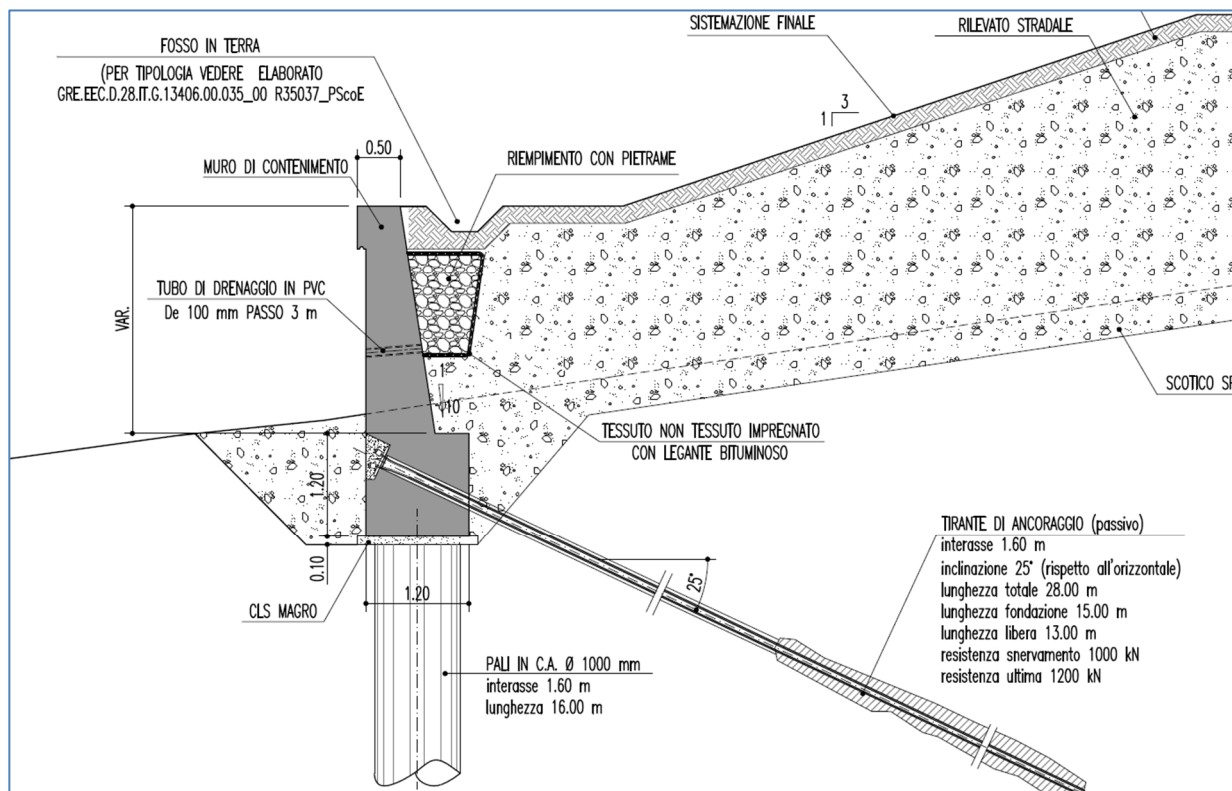 FOSSO IN TERRA
(PER TIPOLOGIA VEDERE ELABORATO
GRE.EEC.D.28.IT.G.13406.00.035_00 R35037_PScoE
SISTEMAZIONE FINALE
RILEVATO STRADALE
3
1
0.50
MURO DI CONTENIMENTO
RIEMPIMENTO CON PIETRAME
TUBO DI DRENAGGIO IN PVC
De 100 mm PASSO 3 m
VAR.
1
10
SCOTICO
TESSUTO NON TESSUTO IMPREGNATO
CON LEGANTE BITUMINOSO
1.20
0.10
CLS MAGRO
1.20
25°
TIRANTE DI ANCORAGGIO (passivo)
interasse 1.60 m
inclinazione 25° (rispetto all'orizzontale)
lunghezza totale 28.00 m
lunghezza fondazione 15.00 m
lunghezza libera 13.00 m
resistenza snervamento 1000 kN
resistenza ultima 1200 kN
PALI IN C.A. Ø 1000 mm
interasse 1.60 m
lunghezza 16.00 m